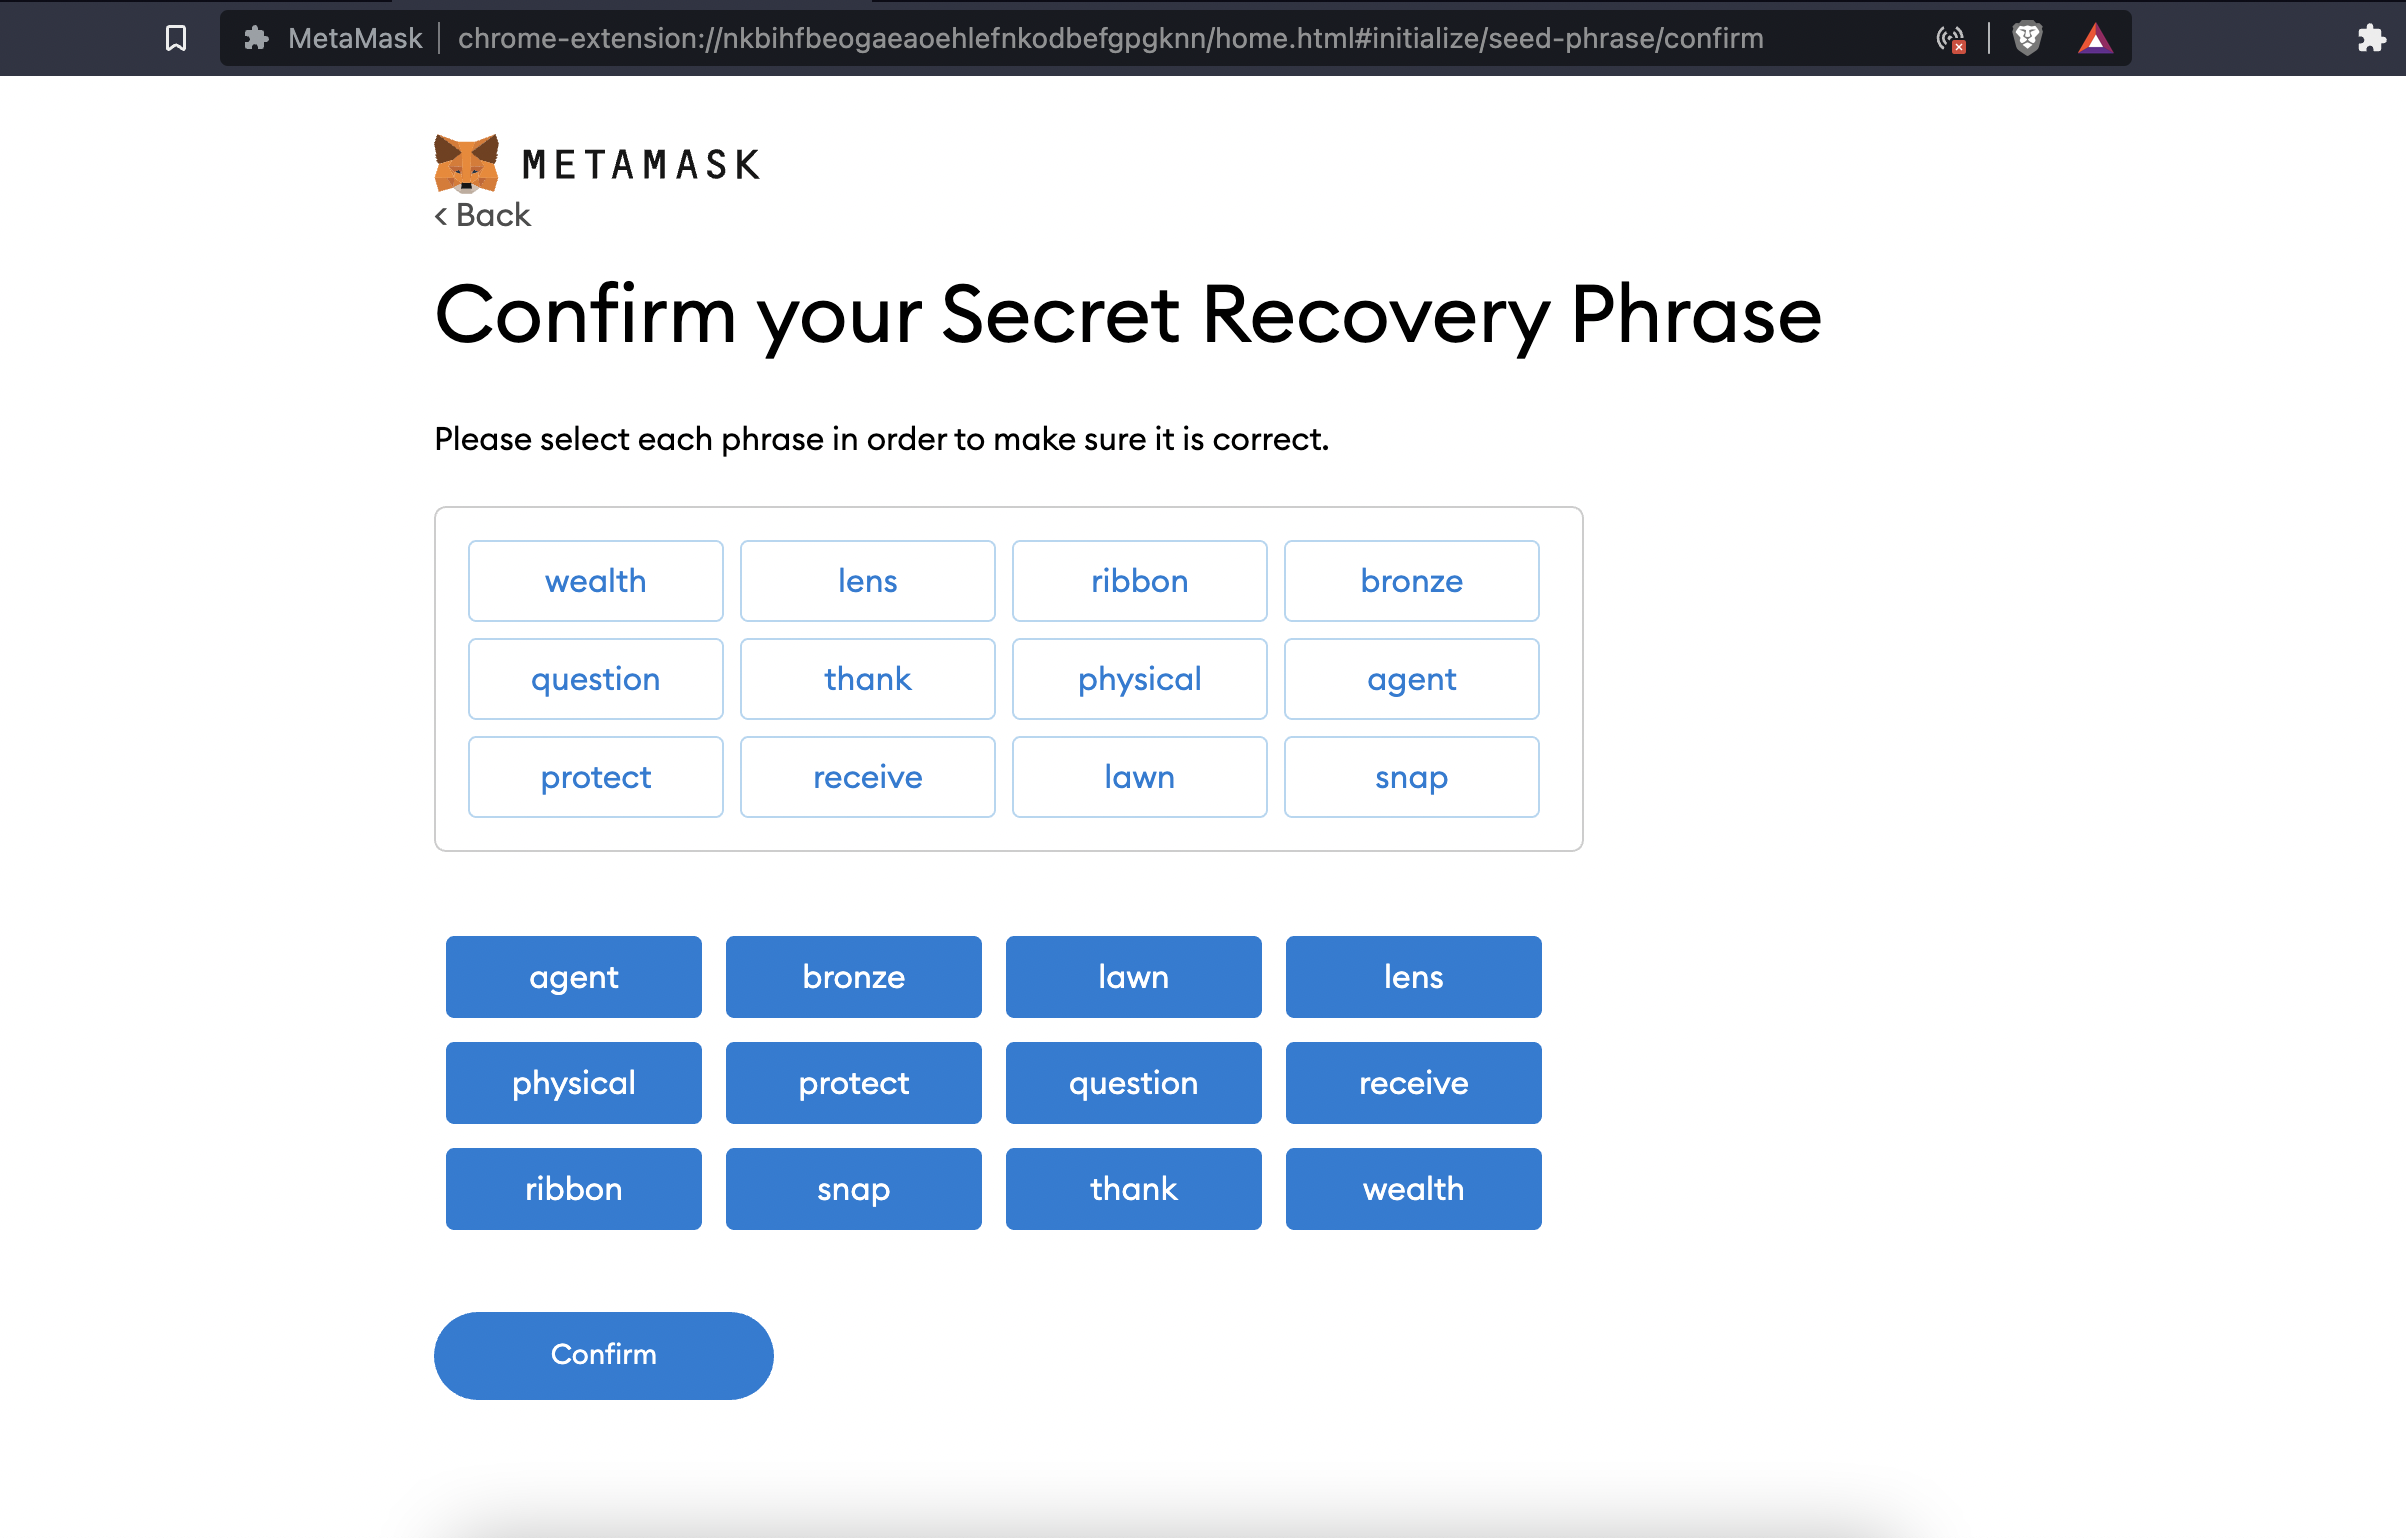 MetaMask | chrome-extension://nkbihfbeogaeaoehlefnkodbefgpgknn/home.html#initialize/seed-phrase/confirm
METAMASK
< Back
Confirm your Secret Recovery Phrase
Please select each phrase in order to make sure it is correct.
wealth lens ribbon bronze
question thank physical agent
protect receive lawn snap
agent bronze lawn lens
physical protect question receive
ribbon snap thank wealth
Confirm